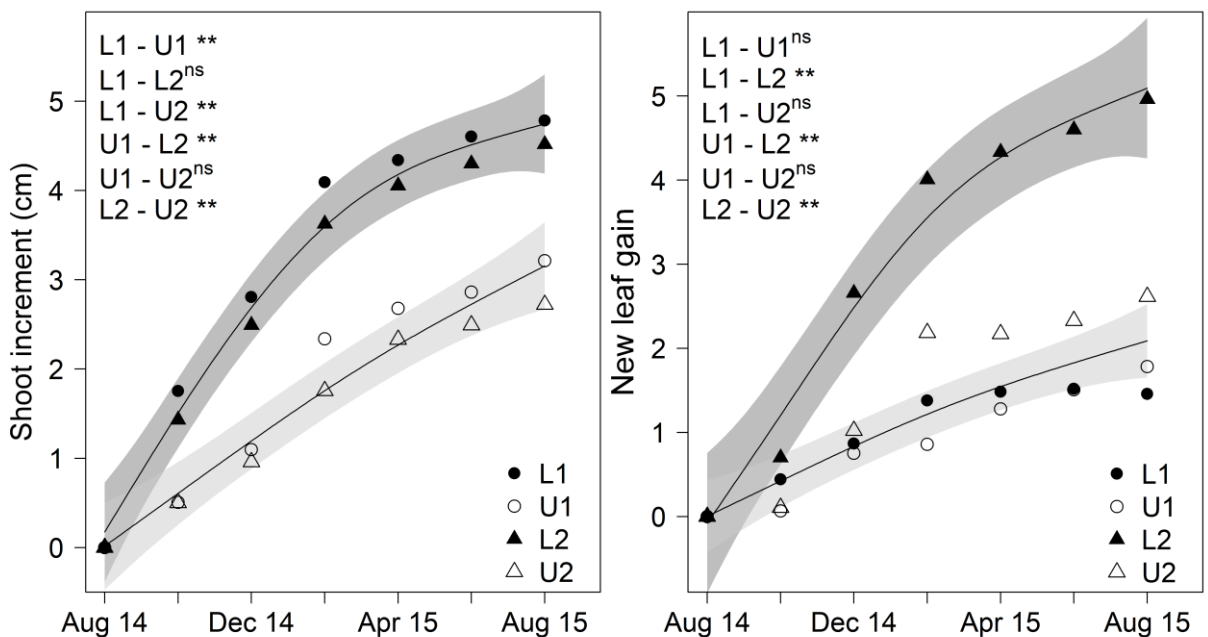 L1 - U1 **
L1 - L2ns
L1 - U2 **
U1 - L2 **
U1 - U2ns
L2 - U2 **
Shoot increment (cm)
5
4
3
2
1
0
L1
U1
L2
U2
Aug 14
Dec 14
Apr 15
Aug 15
L1 - U1ns
L1 - L2 **
L1 - U2ns
U1 - L2 **
U1 - U2ns
L2 - U2 **
New leaf gain
5
4
3
2
1
0
L1
U1
L2
U2
Aug 14
Dec 14
Apr 15
Aug 15